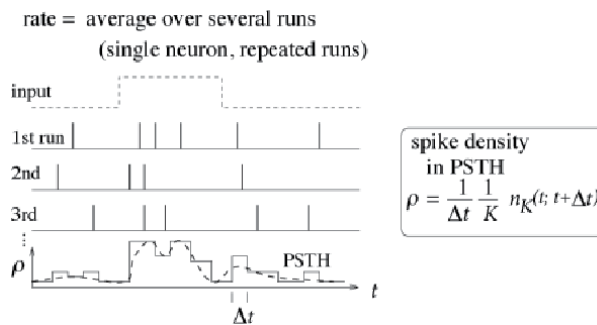 rate = average over several runs
(single neuron, repeated runs)
input
1st run
2nd
3rd
...
ρ
PSTH
t
Δt
spike density
in PSTH
ρ = 1/Δt 1/K n_K(t; t+Δt)